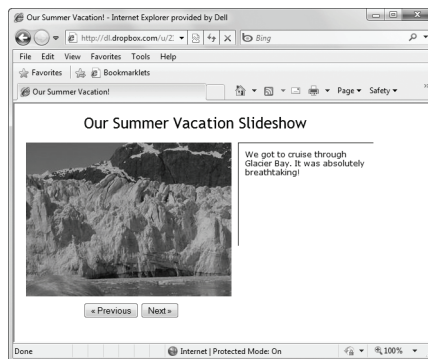 Our Summer Vacation! - Internet Explorer provided by Dell
http://dl.dropbox.com/u/2
Bing
File Edit View Favorites Tools Help
Favorites Bookmarklets
Our Summer Vacation! Page Safety »
Our Summer Vacation Slideshow
We got to cruise through
Glacier Bay. It was absolutely
breathtaking!
« Previous Next »
Done Internet | Protected Mode: On 100%